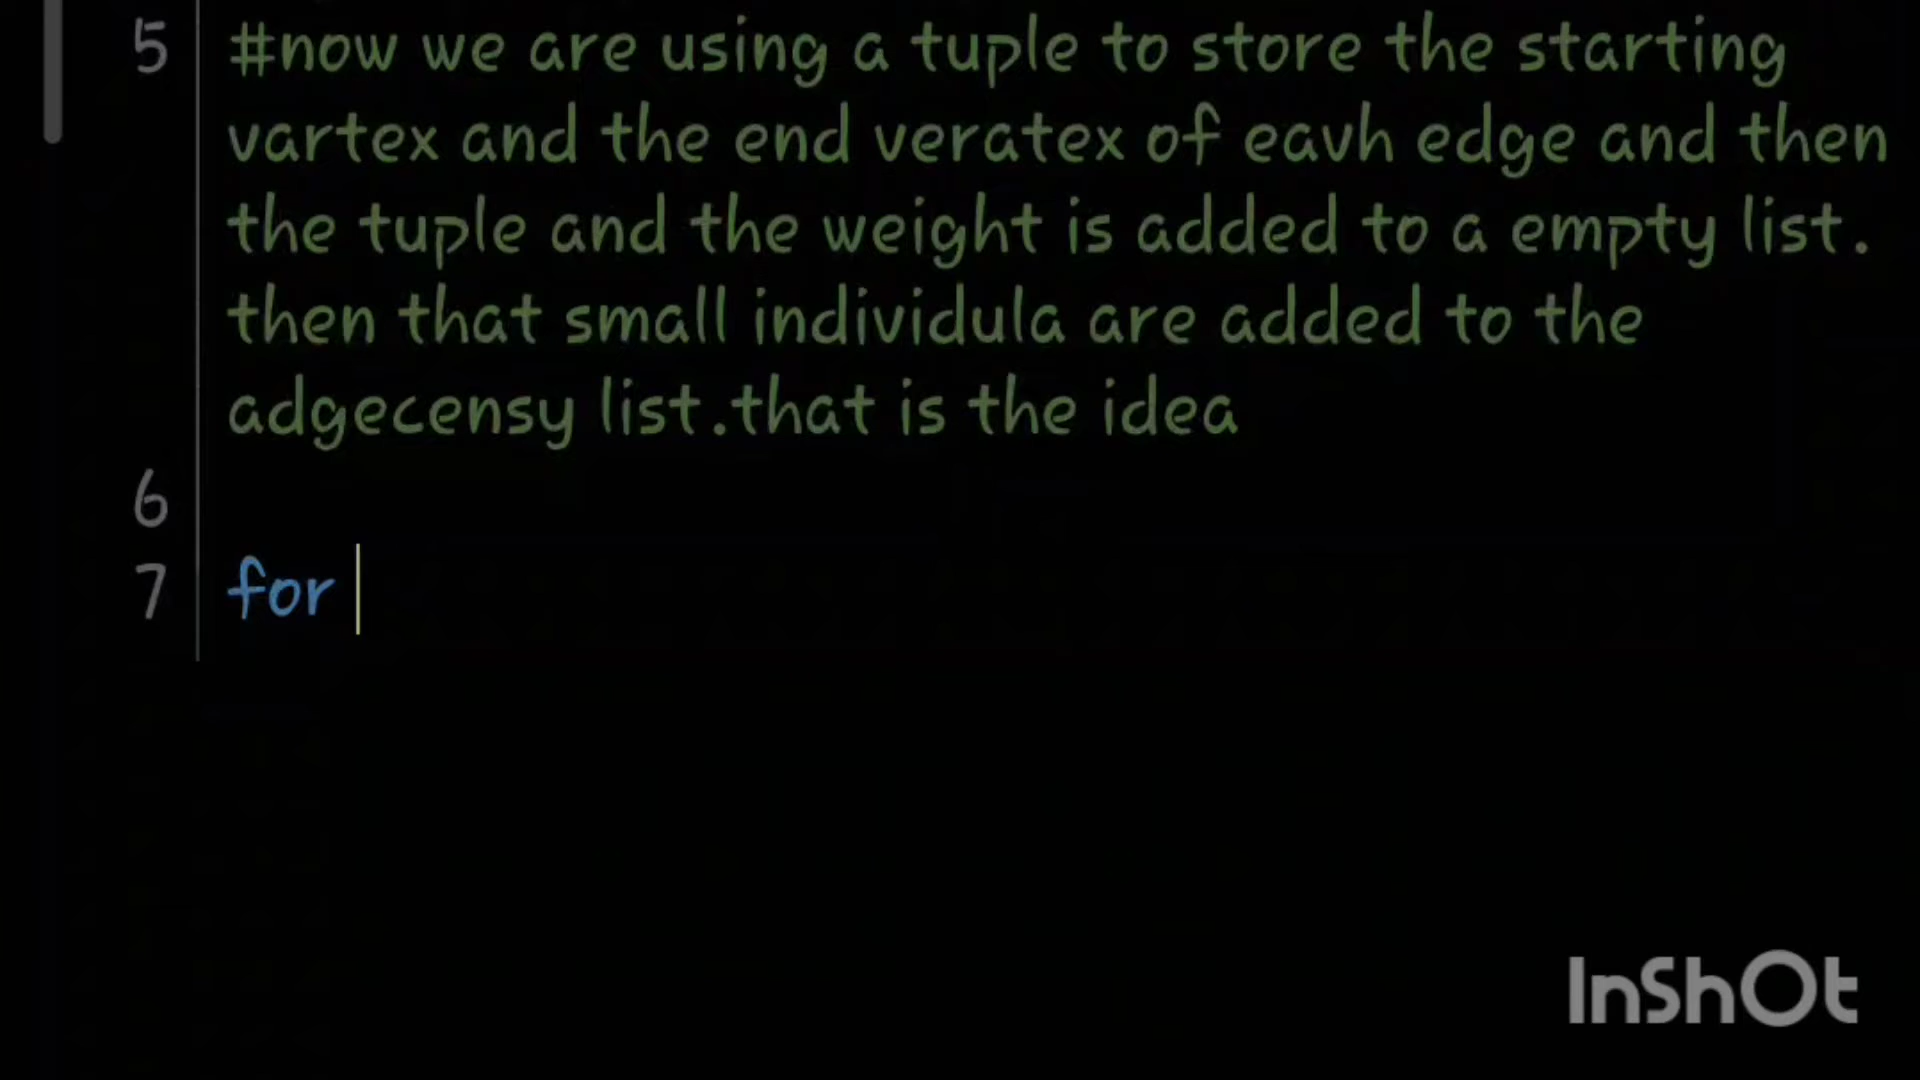 5 #now we are using a tuple to store the starting
vartex and the end veratex of eavh edge and then
the tuple and the weight is added to a empty list.
then that small individula are added to the
adgecensy list.that is the idea
6
7 for
InShOt